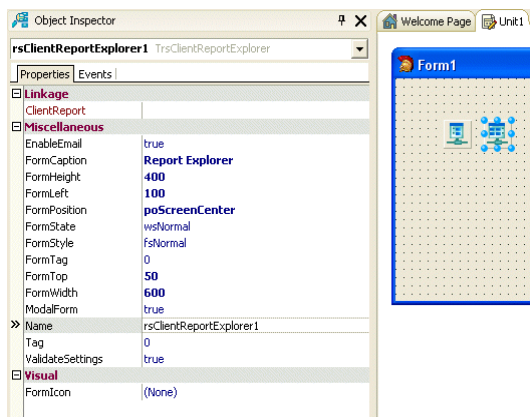 Object Inspector
rsClientReportExplorer1 TrsClientReportExplorer
Properties Events
Linkage
ClientReport
Miscellaneous
EnableEmail true
FormCaption Report Explorer
FormHeight 400
FormLeft 100
FormPosition poScreenCenter
FormState wsNormal
FormStyle fsNormal
FormTag 0
FormTop 50
FormWidth 600
ModalForm true
Name rsClientReportExplorer1
Tag 0
ValidateSettings true
Visual
FormIcon (None)
Welcome Page Unit1
Form1